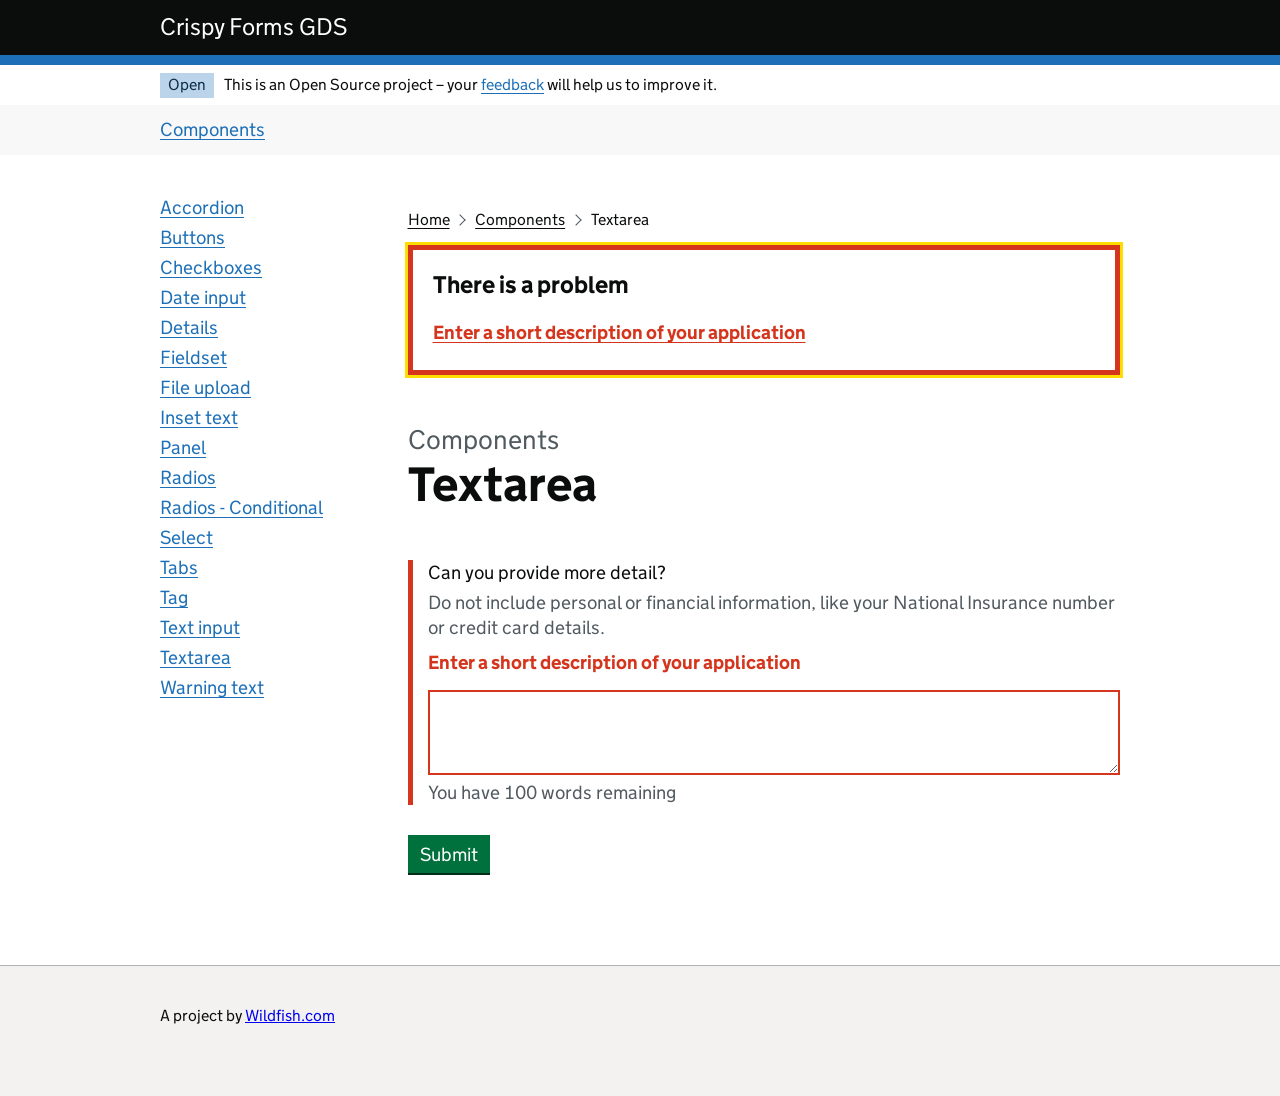 Crispy Forms GDS
Open This is an Open Source project – your feedback will help us to improve it.
Components
Accordion
Buttons
Checkboxes
Date input
Details
Fieldset
File upload
Inset text
Panel
Radios
Radios - Conditional
Select
Tabs
Tag
Text input
Textarea
Warning text
Home Components Textarea
There is a problem
Enter a short description of your application
Components
Textarea
Can you provide more detail?
Do not include personal or financial information, like your National Insurance number
or credit card details.
Enter a short description of your application
You have 100 words remaining
Submit
A project by Wildfish.com